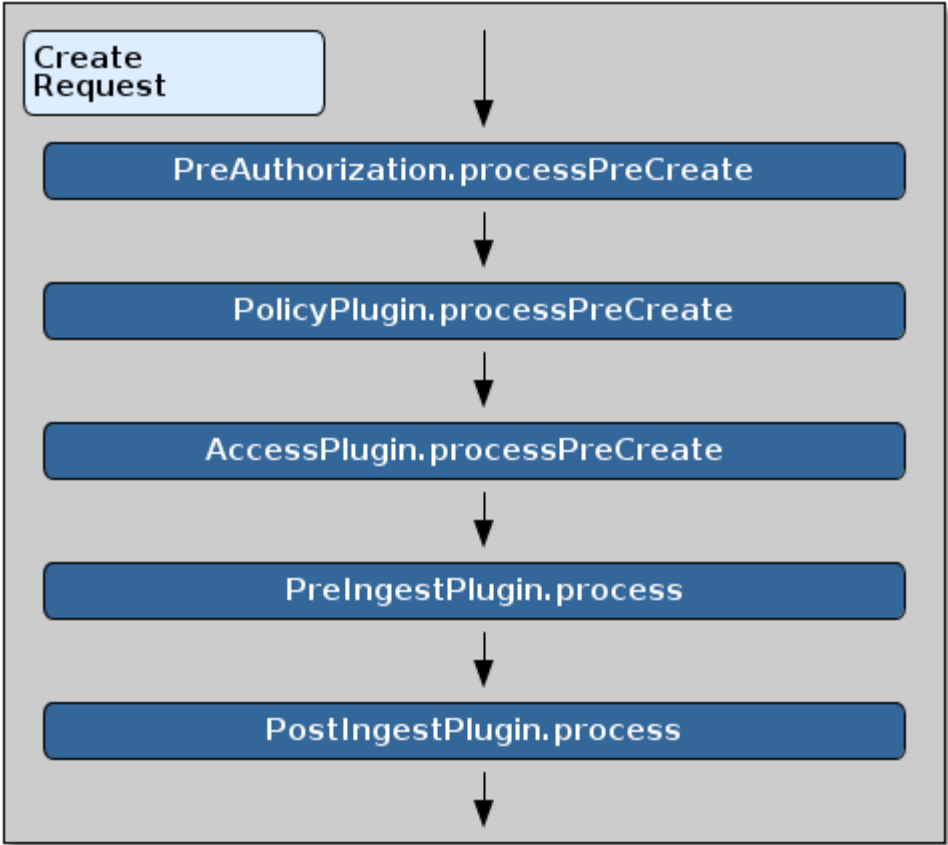 Create
Request
PreAuthorization.processPreCreate
PolicyPlugin.processPreCreate
AccessPlugin.processPreCreate
PreIngestPlugin.process
PostIngestPlugin.process